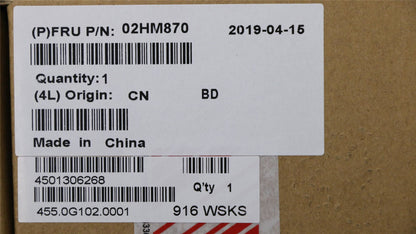 (P)FRU P/N: 02HM870 2019-04-15
Quantity:1
(4L) Origin: CN BD
Made in China
4501306268
Q'ty 1
455.0G102.0001 916 WSKS